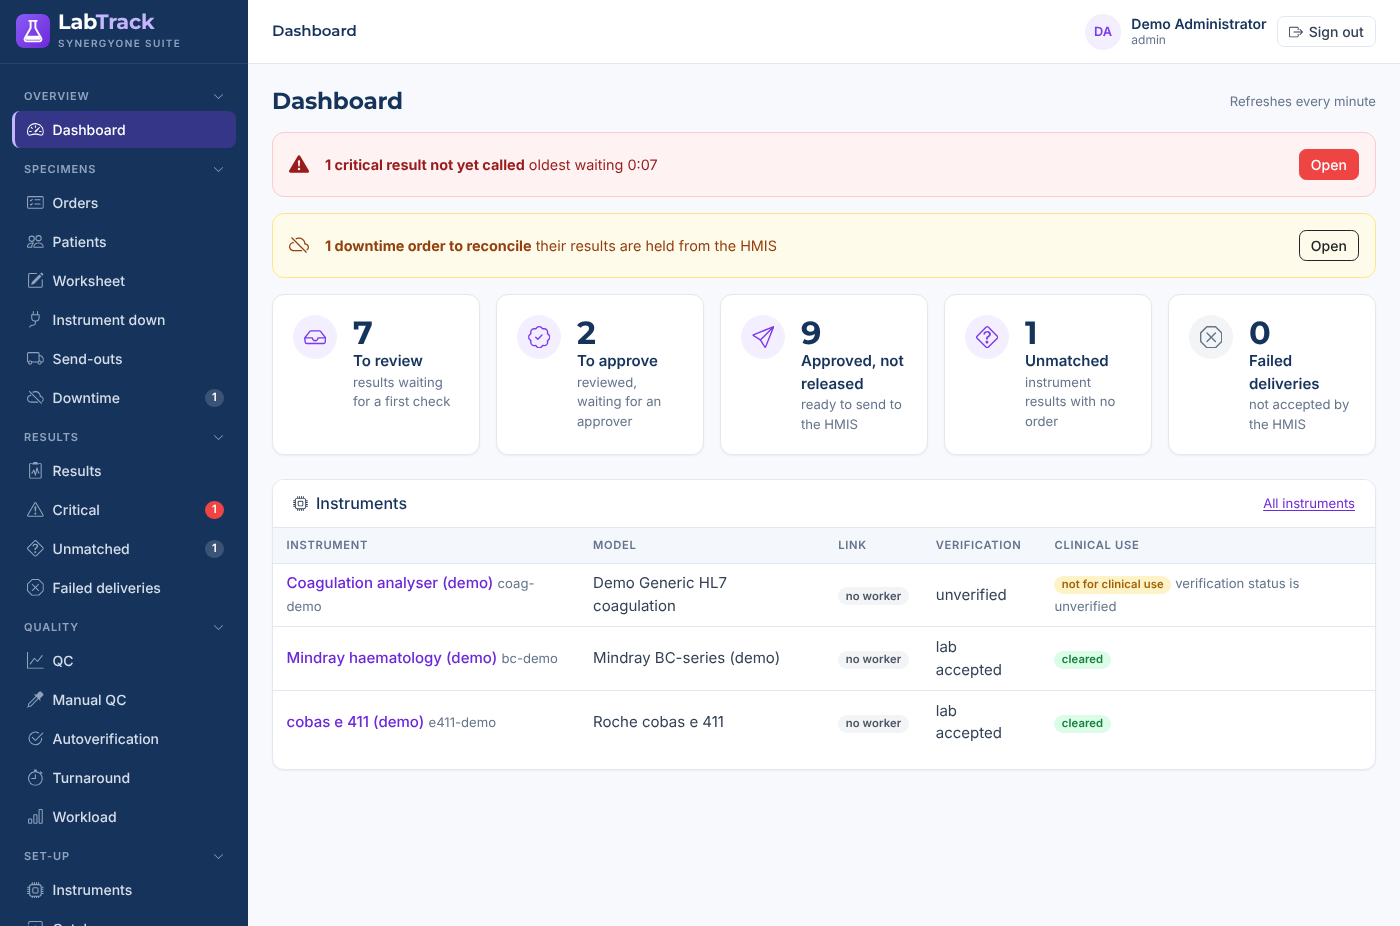 LabTrack
SYNERGYONE SUITE
OVERVIEW
Dashboard
SPECIMENS
Orders
Patients
Worksheet
Instrument down
Send-outs
Downtime 1
RESULTS
Results
Critical 1
Unmatched 1
Failed deliveries
QUALITY
QC
Manual QC
Autoverification
Turnaround
Workload
SET-UP
Instruments
Dashboard
DA
Demo Administrator
admin
Sign out
Dashboard
Refreshes every minute
1 critical result not yet called oldest waiting 0:07
Open
1 downtime order to reconcile their results are held from the HMIS
Open
7
To review
results waiting
for a first check
2
To approve
reviewed,
waiting for an
approver
9
Approved, not
released
ready to send to
the HMIS
1
Unmatched
instrument
results with no
order
0
Failed
deliveries
not accepted by
the HMIS
Instruments
All instruments
INSTRUMENT MODEL LINK VERIFICATION CLINICAL USE
Coagulation analyser (demo) coag-
demo
Demo Generic HL7
coagulation
no worker
unverified
not for clinical use verification status is
unverified
Mindray haematology (demo) bc-demo
Mindray BC-series (demo)
no worker
lab
accepted
cleared
cobas e 411 (demo) e411-demo
Roche cobas e 411
no worker
lab
accepted
cleared